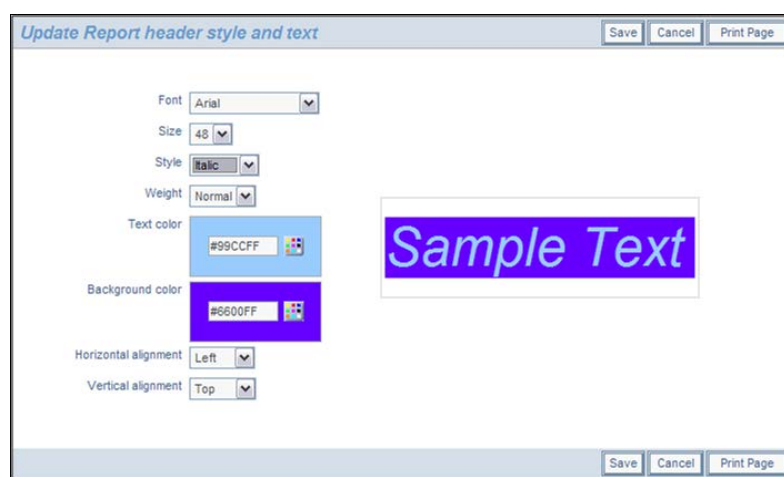 Update Report header style and text Save Cancel Print Page
Font Arial
Size 48
Style Italic
Weight Normal
Text color
#99CCFF
Sample Text
Background color
#6600FF
Horizontal alignment Left
Vertical alignment Top
Save Cancel Print Page